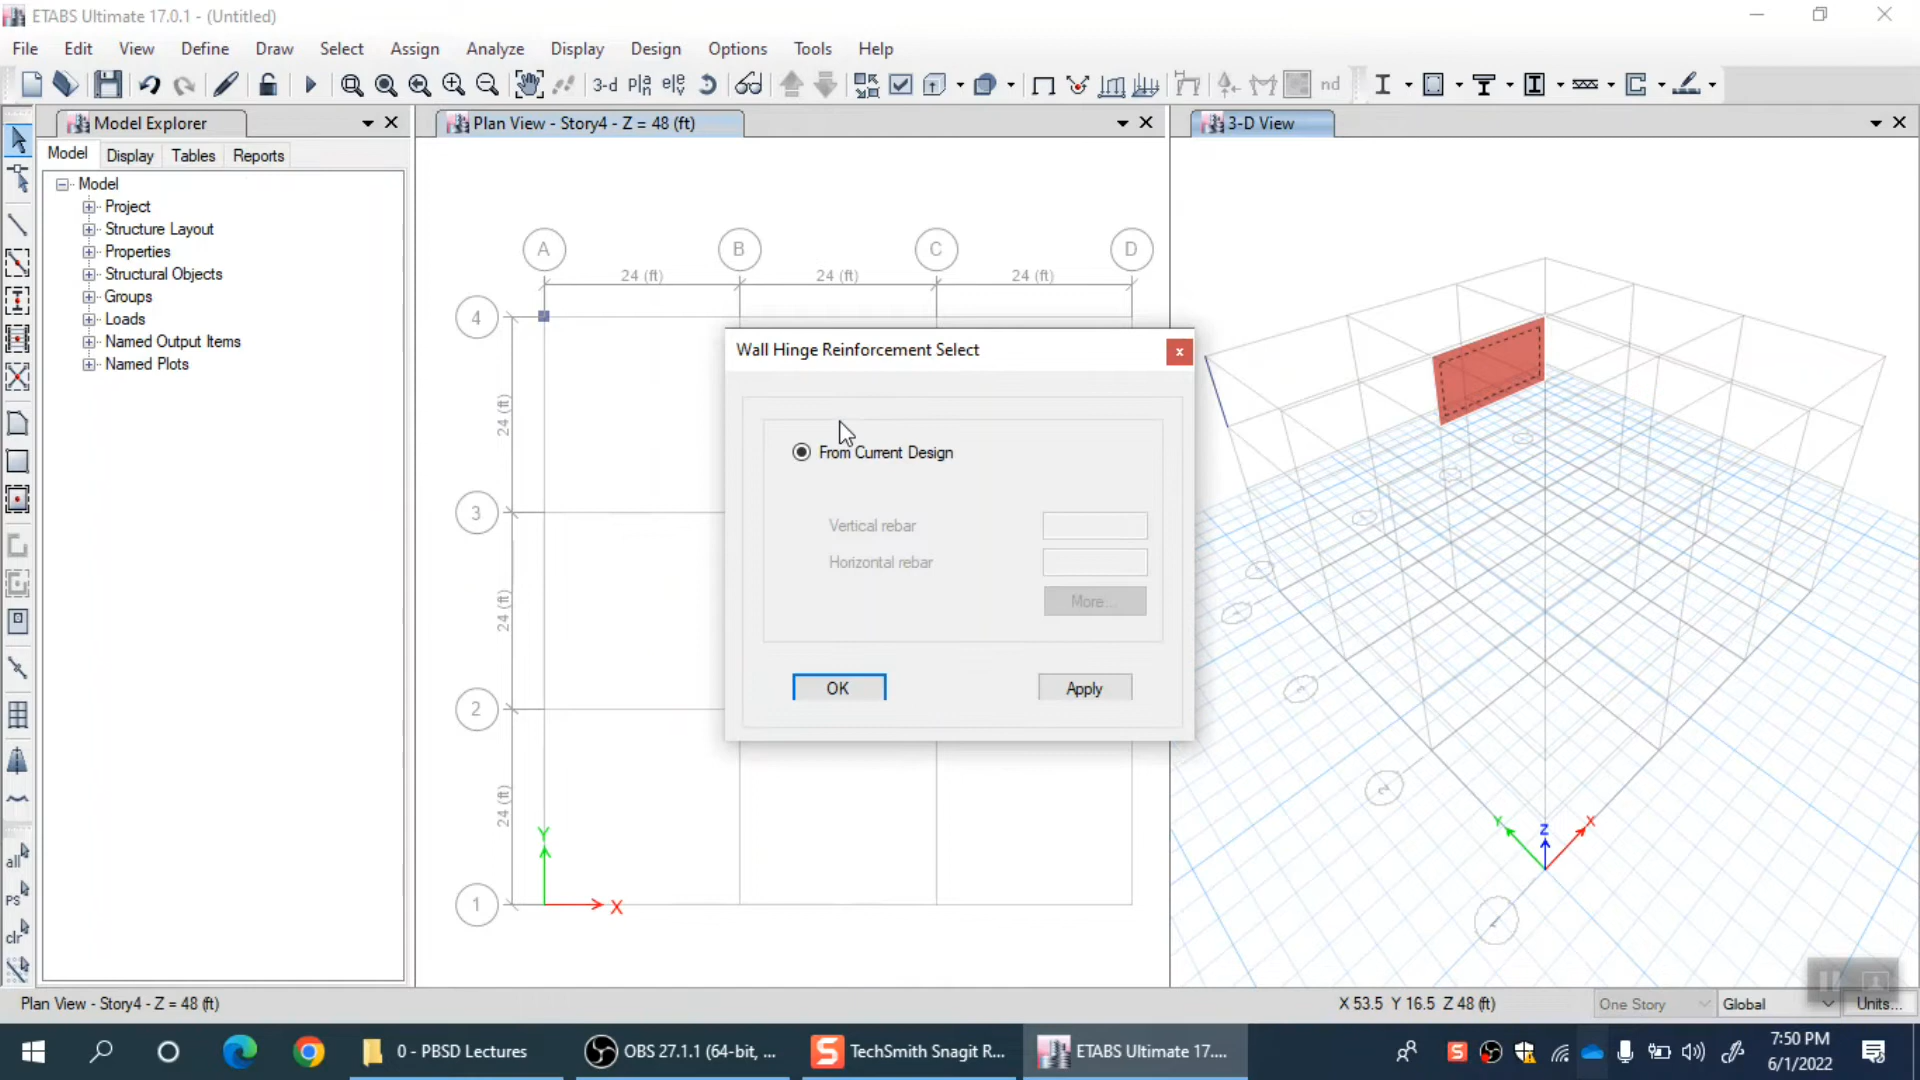 ETABS Ultimate 17.0.1 - (Untitled)
File Edit View Define Draw Select Assign Analyze Display Design Options Tools Help
3-d pla ele nd
Model Explorer
Model Display Tables Reports
Model
Project
Structure Layout
Properties
Structural Objects
Groups
Loads
Named Output Items
Named Plots
all
ps
clr
Plan View - Story4 - Z = 48 (ft)
A B C D
24 (ft) 24 (ft) 24 (ft)
4
24 (ft)
3
24 (ft)
2
24 (ft)
1
Y
X
Wall Hinge Reinforcement Select
x
From Current Design
Vertical rebar
Horizontal rebar
More...
OK Apply
3-D View
Y Z X
Plan View - Story4 - Z = 48 (ft)
X 53.5 Y 16.5 Z 48 (ft)
One Story
Global
Units...
0 - PBSD Lectures
OBS 27.1.1 (64-bit, ...
S TechSmith Snagit R...
ETABS Ultimate 17....
S
7:50 PM
6/1/2022